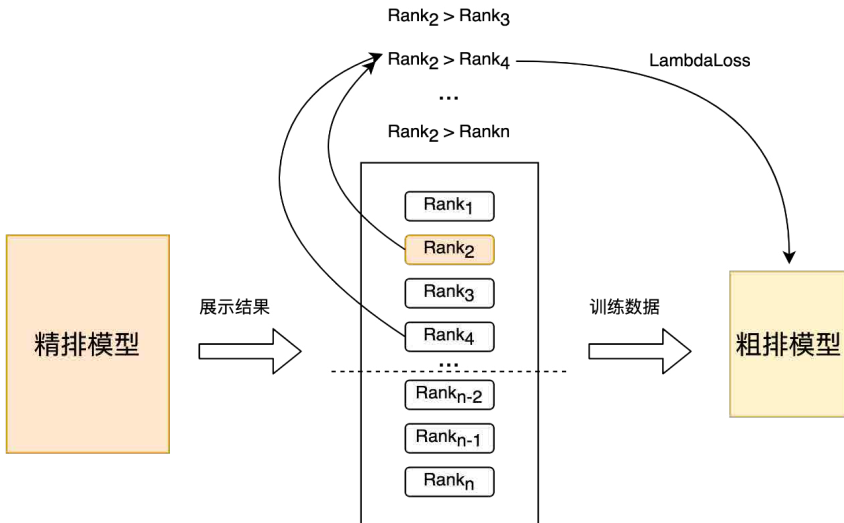 Rank2 > Rank3
Rank2 > Rank4
LambdaLoss
...
Rank2 > Rankn
Rank1
Rank2
Rank3
Rank4
...
Rankn-2
Rankn-1
Rankn
精排模型
展示结果
训练数据
粗排模型